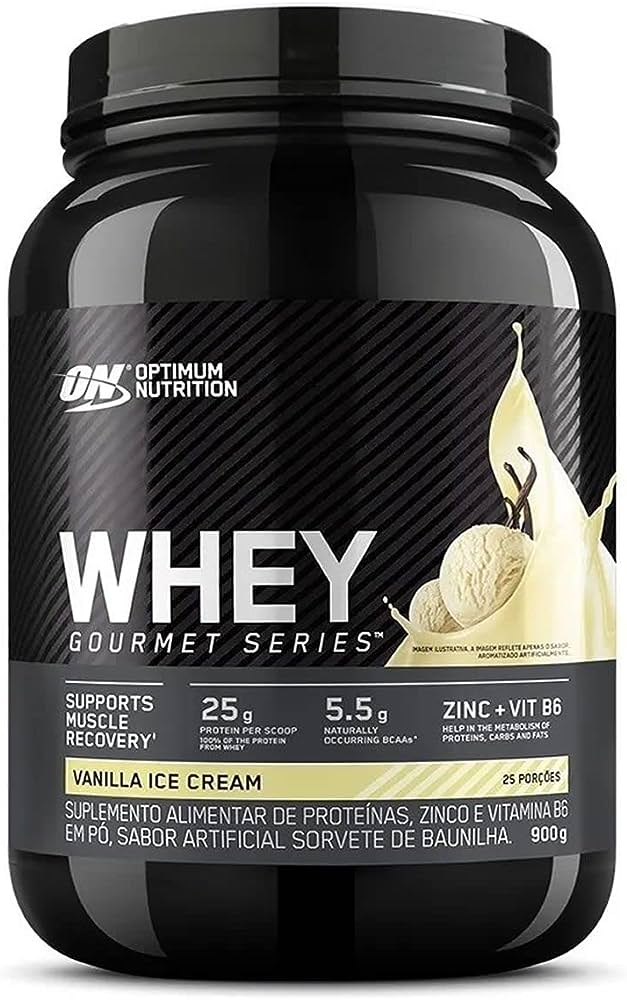 ON® OPTIMUM
NUTRITION
WHEY
GOURMET SERIES™
IMAGEM ILUSTRATIVA. A IMAGEM REFLETE APENAS O SABOR.
AROMATIZADO ARTIFICIALMENTE.
SUPPORTS
MUSCLE
RECOVERY¹
25g
PROTEIN PER SCOOP
100% OF THE PROTEIN
FROM WHEY
5.5g
NATURALLY
OCCURRING BCAAs*
ZINC + VIT B6
HELP IN THE METABOLISM OF
PROTEINS, CARBS AND FATS
VANILLA ICE CREAM
25 PORÇÕES
SUPLEMENTO ALIMENTAR DE PROTEÍNAS, ZINCO E VITAMINA B6
EM PÓ, SABOR ARTIFICIAL SORVETE DE BAUNILHA. 900g